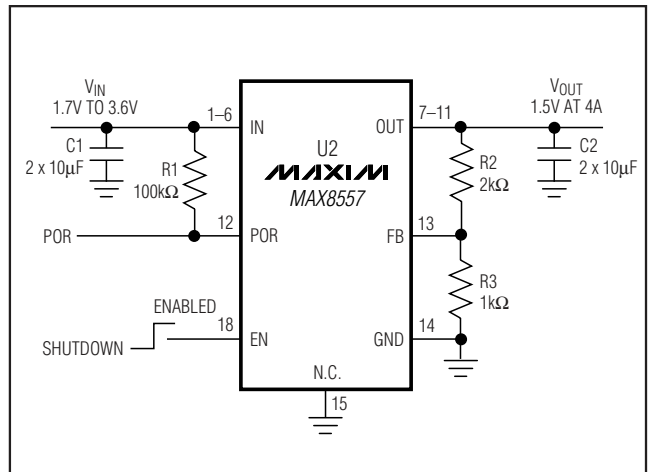 V_IN
1.7V TO 3.6V
C1
2 x 10µF
R1
100kΩ
POR
ENABLED
SHUTDOWN
1–6
IN
12
POR
18
EN
U2
MAXIM
MAX8557
N.C.
15
OUT
7–11
FB
13
GND
14
V_OUT
1.5V AT 4A
R2
2kΩ
C2
2 x 10µF
R3
1kΩ